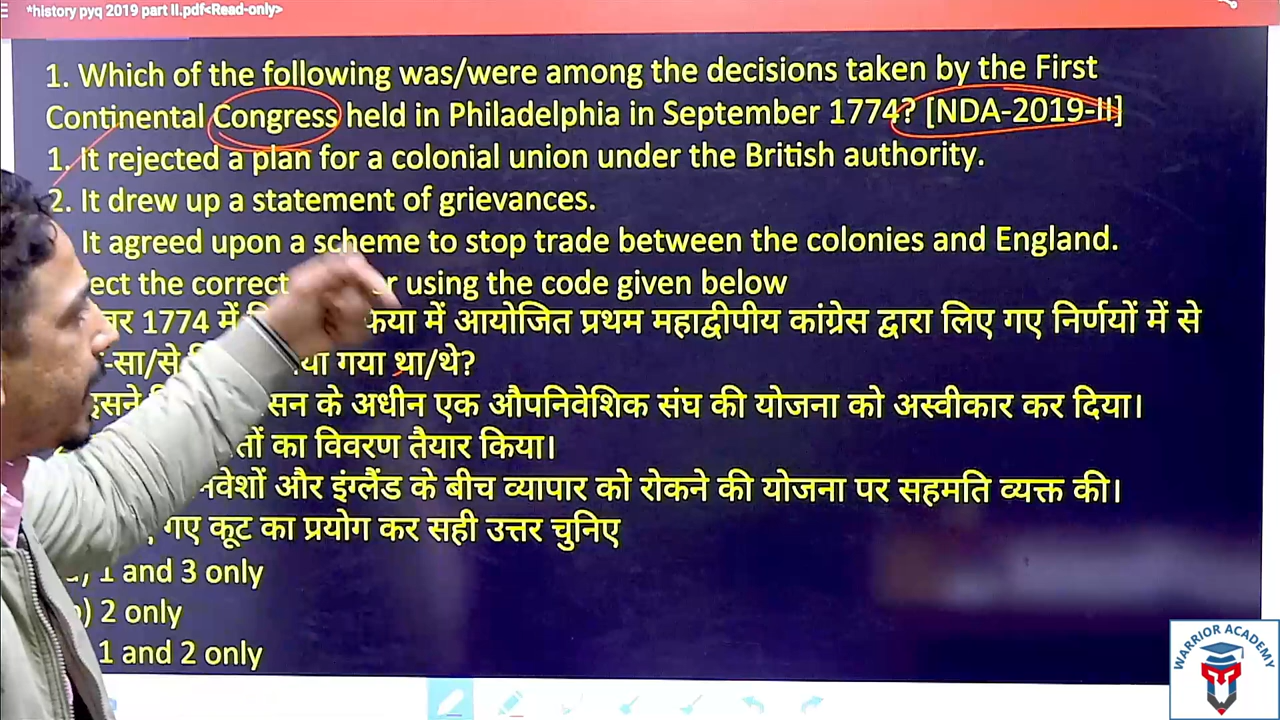 *history pyq 2019 part II.pdf<Read-only>
1. Which of the following was/were among the decisions taken by the First
Continental Congress held in Philadelphia in September 1774? [NDA-2019-II]
1. It rejected a plan for a colonial union under the British authority.
2. It drew up a statement of grievances.
It agreed upon a scheme to stop trade between the colonies and England.
the correct using the code given below
1774 में में आयोजित प्रथम महाद्वीपीय कांग्रेस द्वारा लिए गए निर्णयों में से
-सा/से गया था/थे?
के अधीन एक औपनिवेशिक संघ की योजना को अस्वीकार कर दिया।
का विवरण तैयार किया।
और इंग्लैंड के बीच व्यापार को रोकने की योजना पर सहमति व्यक्त की।
गए कूट का प्रयोग कर सही उत्तर चुनिए
1 and 3 only
) 2 only
1 and 2 only
WARRIOR ACADEMY